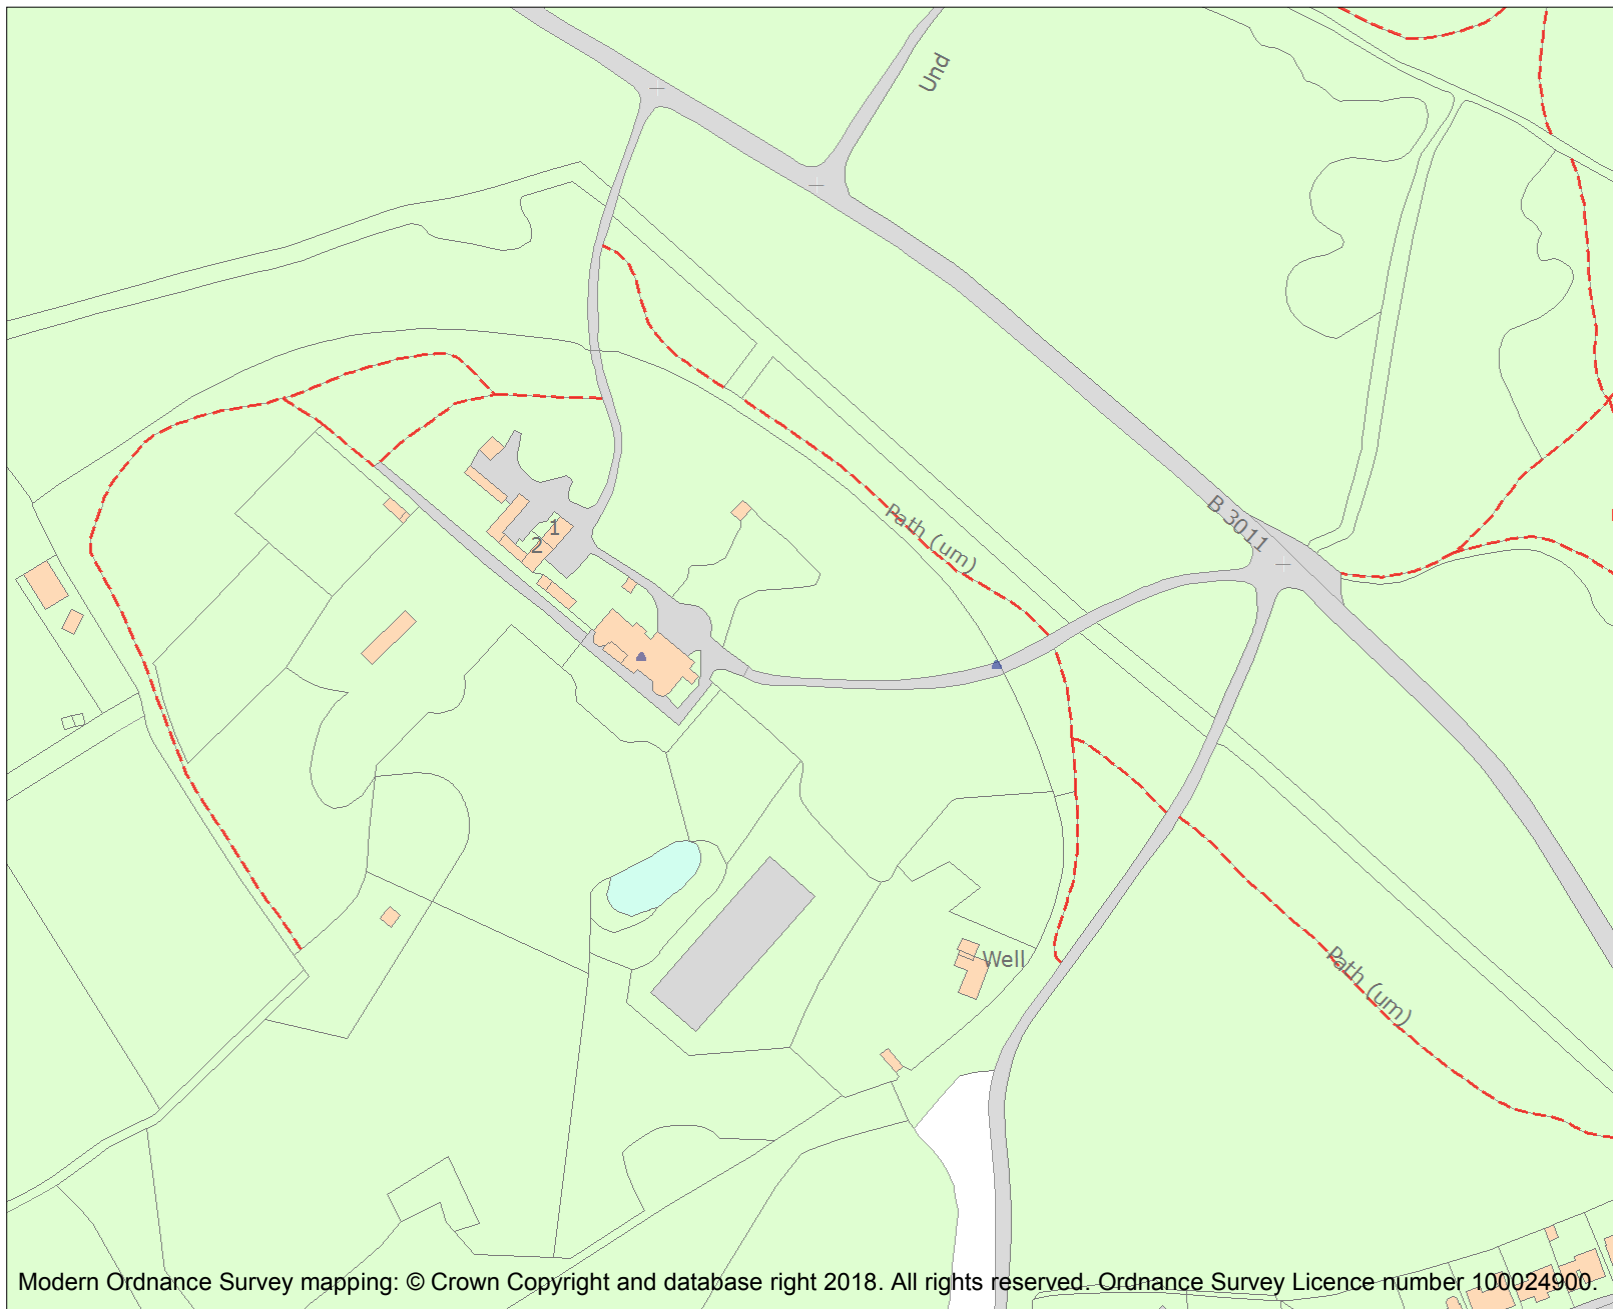 Und
B 3011
Path (um)
1
2
Well
Path (um)
Modern Ordnance Survey mapping: © Crown Copyright and database right 2018. All rights reserved. Ordnance Survey Licence number 100024900.